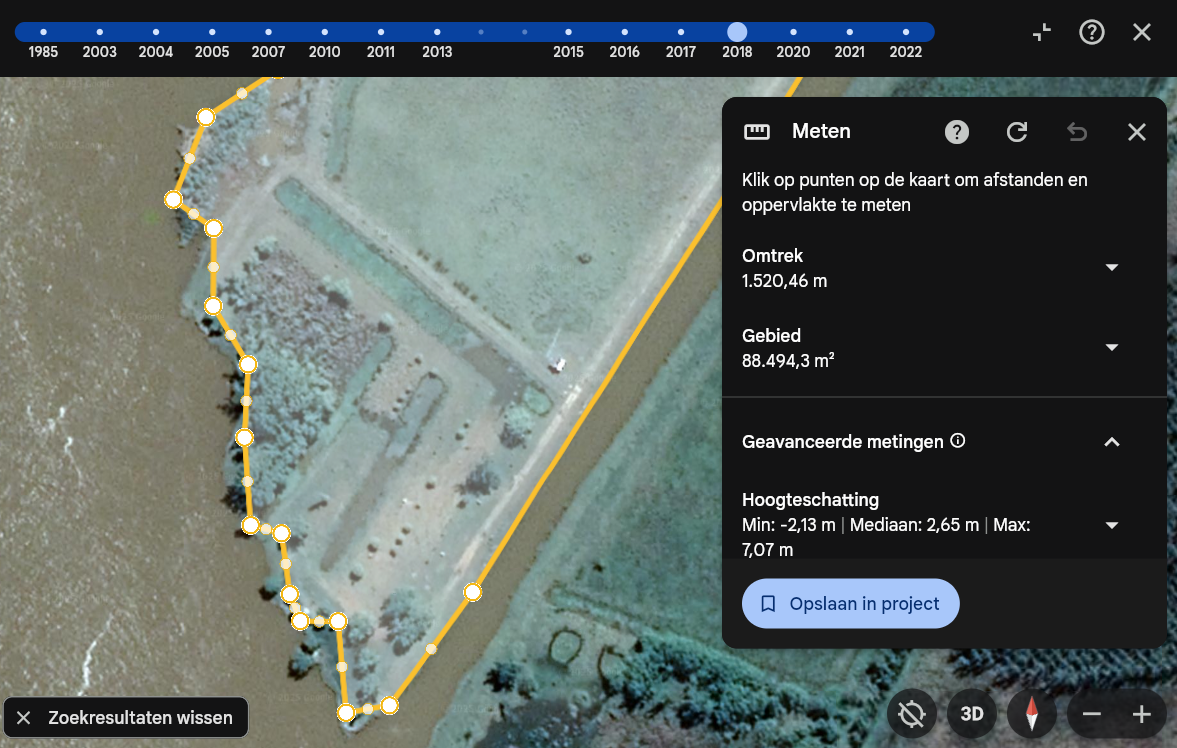 1985 2003 2004 2005 2007 2010 2011 2013 2015 2016 2017 2018 2020 2021 2022
Meten
Klik op punten op de kaart om afstanden en
oppervlakte te meten
Omtrek
1.520,46 m
Gebied
88.494,3 m²
Geavanceerde metingen
Hoogteschatting
Min: -2,13 m | Mediaan: 2,65 m | Max:
7,07 m
Opslaan in project
Zoekresultaten wissen
3D